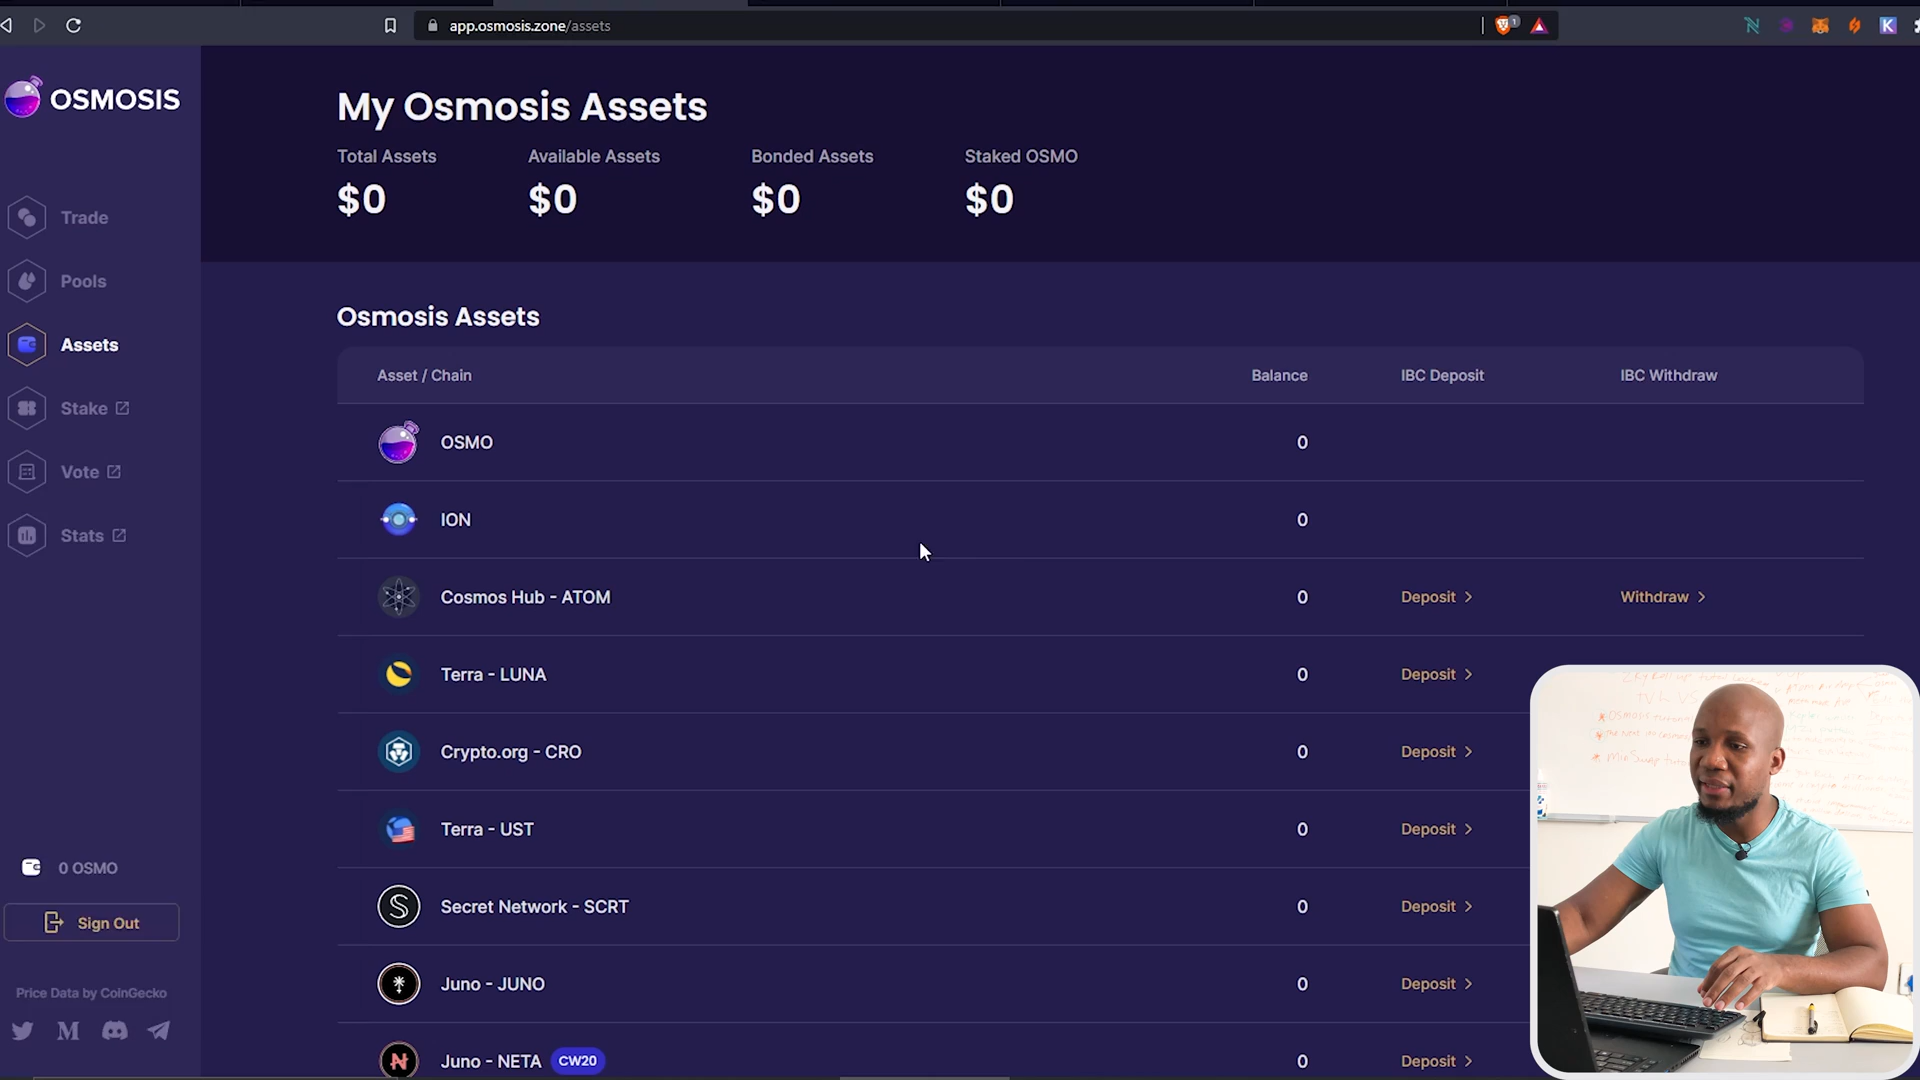 app.osmosis.zone/assets
1
K
OSMOSIS
Trade
Pools
Assets
Stake
Vote
Stats
0 OSMO
Sign Out
Price Data by CoinGecko
My Osmosis Assets
Total Assets Available Assets Bonded Assets Staked OSMO
$0 $0 $0 $0
Osmosis Assets
Asset / Chain Balance IBC Deposit IBC Withdraw
OSMO 0
ION 0
Cosmos Hub - ATOM 0 Deposit Withdraw
Terra - LUNA 0 Deposit
Crypto.org - CRO 0 Deposit
Terra - UST 0 Deposit
Secret Network - SCRT 0 Deposit
Juno - JUNO 0 Deposit
Juno - NETA CW20 0 Deposit